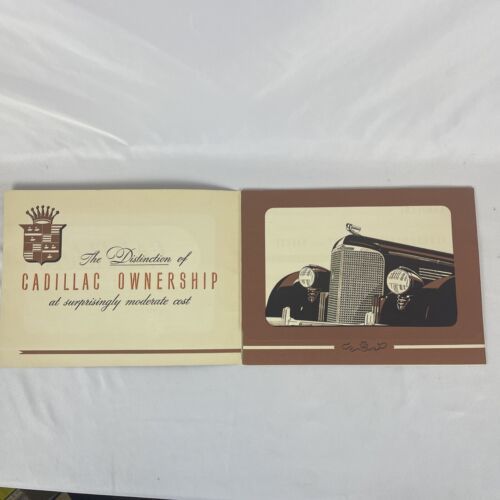 The Distinction of
CADILLAC OWNERSHIP
at surprisingly moderate cost